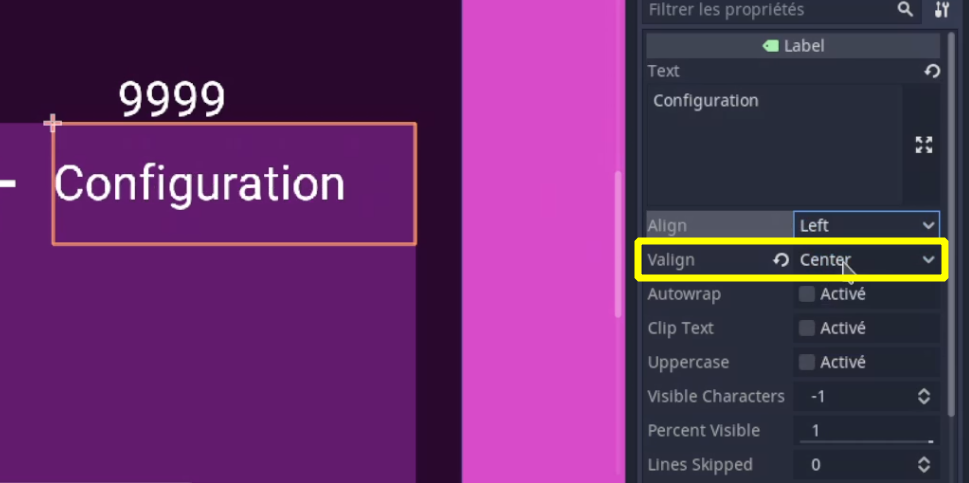 9999
- Configuration
Filtrer les propriétés
Label
Text
Configuration
Align Left
Valign Center
Autowrap Activé
Clip Text Activé
Uppercase Activé
Visible Characters -1
Percent Visible 1
Lines Skipped 0